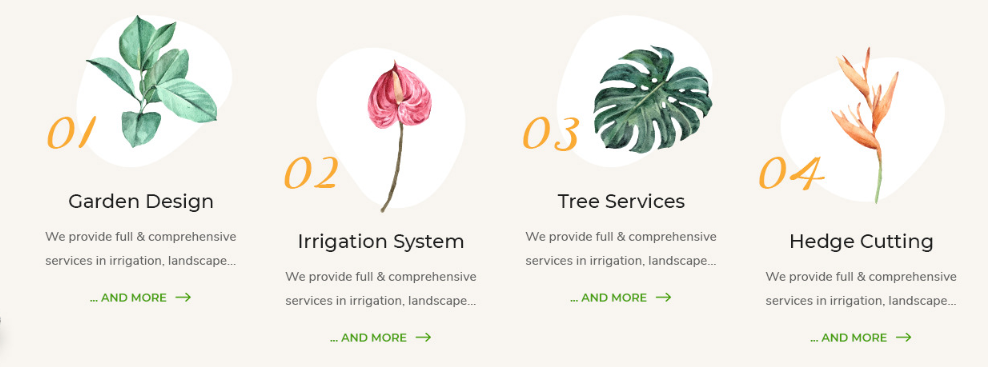 01
Garden Design
We provide full & comprehensive
services in irrigation, landscape...
... AND MORE →
02
Irrigation System
We provide full & comprehensive
services in irrigation, landscape...
... AND MORE →
03
Tree Services
We provide full & comprehensive
services in irrigation, landscape...
... AND MORE →
04
Hedge Cutting
We provide full & comprehensive
services in irrigation, landscape...
... AND MORE →